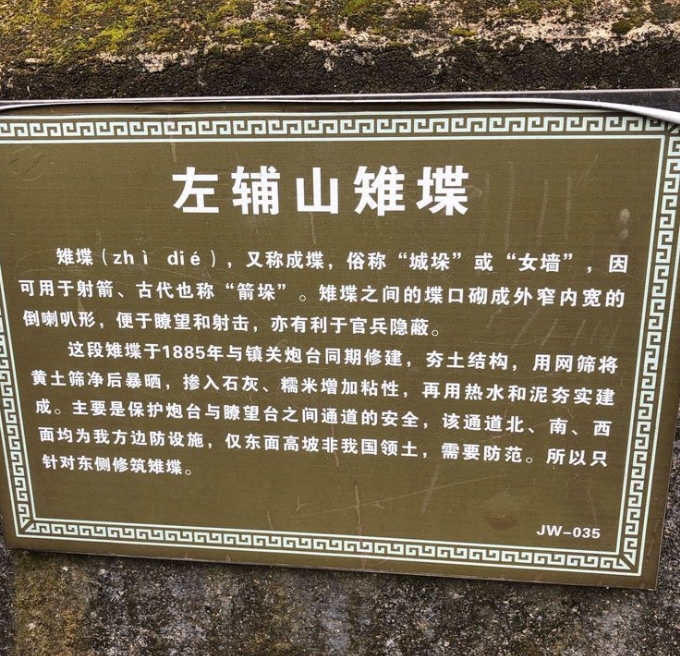 左辅山雉堞
雉堞（zhì dié），又称成堞，俗称“城垛”或“女墙”，因
可用于射箭、古代也称“箭垛”。雉堞之间的堞口砌成外窄内宽的
倒喇叭形，便于瞭望和射击，亦有利于官兵隐蔽。
这段雉堞于1885年与镇关炮台同期修建，夯土结构，用网筛将
黄土筛净后暴晒，掺入石灰、糯米增加粘性，再用热水和泥夯实建
成。主要是保护炮台与瞭望台之间通道的安全，该通道北、南、西
面均为我方边防设施，仅东面高坡非我国领土，需要防范。所以只
针对东侧修筑雉堞。
JW-035